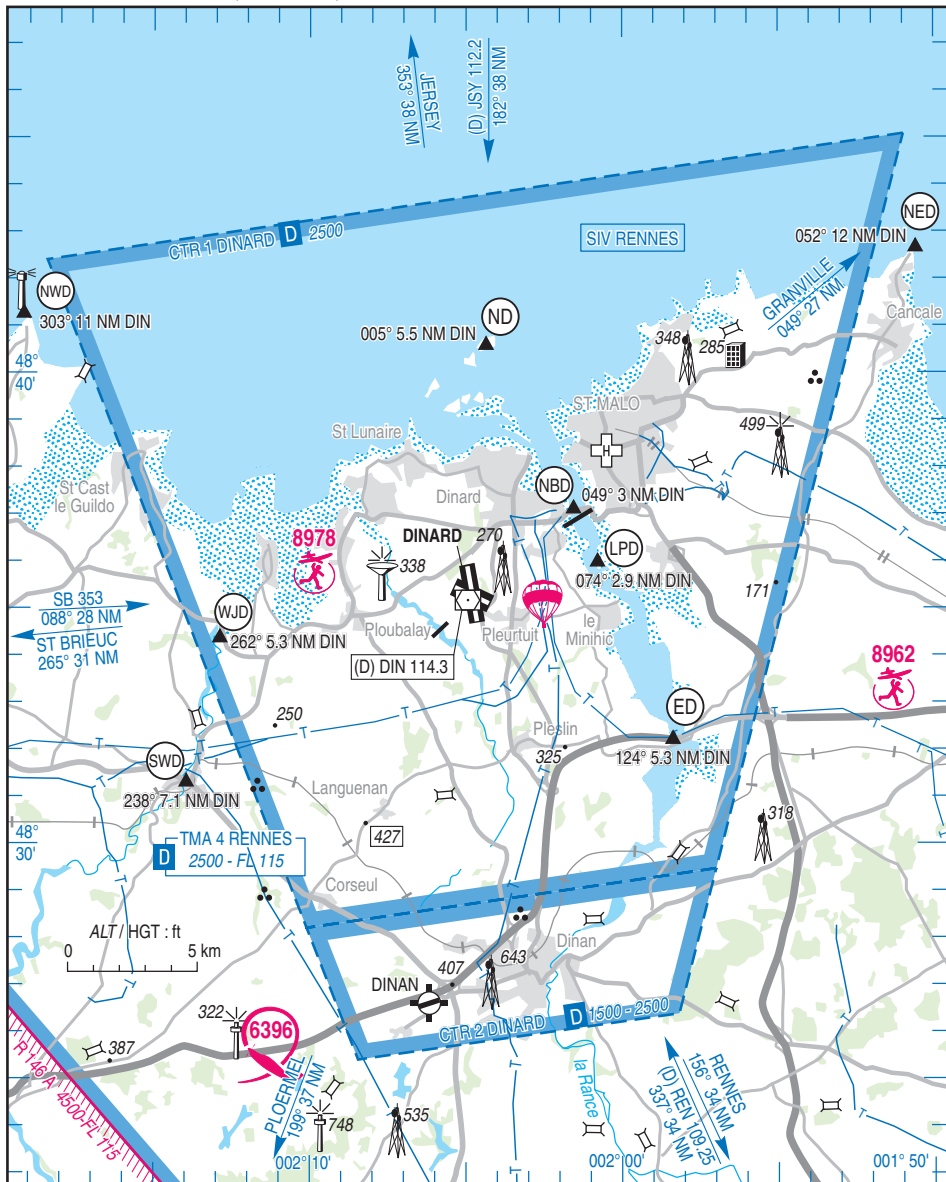 JERSEY
353° 38 NM
(D) JSY 112.2
182° 38 NM
CTR 1 DINARD D 2500
SIV RENNES
NED
052° 12 NM DIN
NWD
303° 11 NM DIN
ND
005° 5.5 NM DIN
GRANVILLE
049° 27 NM
Cancale
348
285
48°
40'
ST MALO
499
St Lunaire
H
St Cast
le Guildo
Dinard
NBD
049° 3 NM DIN
8978
DINARD
270
338
LPD
074° 2.9 NM DIN
171
SB 353
088° 28 NM
ST BRIEUC
265° 31 NM
WJD
262° 5.3 NM DIN
Ploubalay
Pleurtuit
le
Minihic
(D) DIN 114.3
8962
250
ED
124° 5.3 NM DIN
Pleslin
325
SWD
238° 7.1 NM DIN
Languenan
427
318
48°
30'
TMA 4 RENNES
D 2500 - FL 115
Corseul
ALT / HGT : ft
0 5 km
Dinan
643
407
DINAN
CTR 2 DINARD D 1500 - 2500
322
6396
387
la Rance
R 146 A 4500-FL 115
PLOERMEL
199° 37 NM
RENNES
156° 34 NM
(D) REN 109.25
337° 34 NM
748
535
002° 10'
002° 00'
001° 50'